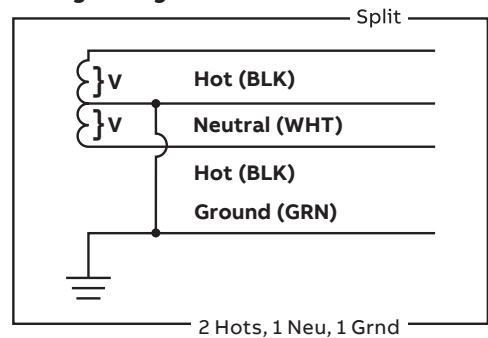 Split
V
Hot (BLK)
V
Neutral (WHT)
Hot (BLK)
Ground (GRN)
2 Hots, 1 Neu, 1 Grnd